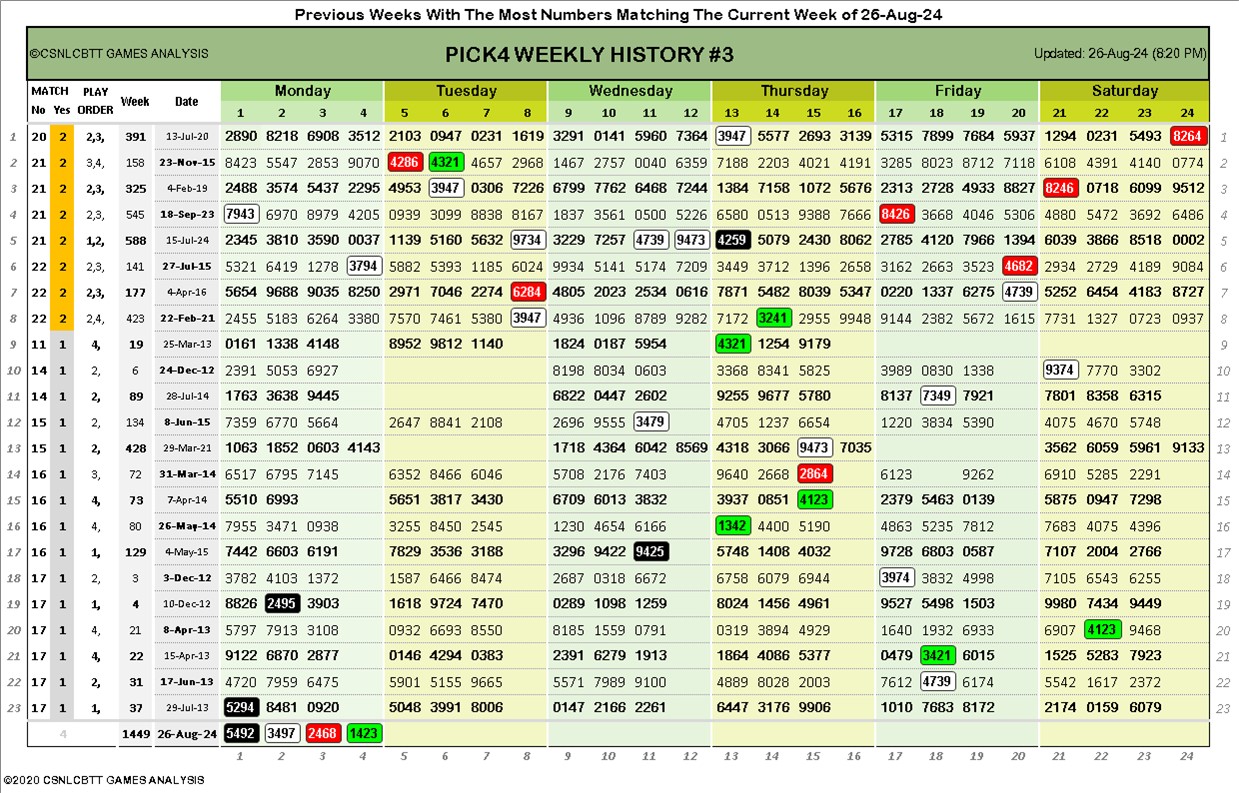 Previous Weeks With The Most Numbers Matching The Current Week of 26-Aug-24
©CSNLCBTT GAMES ANALYSIS PICK4 WEEKLY HISTORY #3 Updated: 26-Aug-24 (8:20 PM)
MATCH PLAY Week Date Monday Tuesday Wednesday Thursday Friday Saturday
No Yes ORDER 1 2 3 4 5 6 7 8 9 10 11 12 13 14 15 16 17 18 19 20 21 22 23 24
1 20 2 2,3, 391 13-Jul-20 2890 8218 6908 3512 2103 0947 0231 1619 3291 0141 5960 7364 3947 5577 2693 3139 5315 7899 7684 5937 1294 0231 5493 8264 1
2 21 2 3,4, 158 23-Nov-15 8423 5547 2853 9070 4286 4321 4657 2968 1467 2757 0040 6359 7188 2203 4021 4191 3285 8023 8712 7118 6108 4391 4140 0774 2
3 21 2 2,3, 325 4-Feb-19 2488 3574 5437 2295 4953 3947 0306 7226 6799 7762 6468 7244 1384 7158 1072 5676 2313 2728 4933 8827 8246 0718 6099 9512 3
4 21 2 2,3, 545 18-Sep-23 7943 6970 8979 4205 0939 3099 8838 8167 1837 3561 0500 5226 6580 0513 9388 7666 8426 3668 4046 5306 4880 5472 3692 6486 4
5 21 2 1,2, 588 15-Jul-24 2345 3810 3590 0037 1139 5160 5632 9734 3229 7257 4739 9473 4259 5079 2430 8062 2785 4120 7966 1394 6039 3866 8518 0002 5
6 22 2 2,3, 141 27-Jul-15 5321 6419 1278 3794 5882 5393 1185 6024 9934 5141 5174 7209 3449 3712 1396 2658 3162 2663 3523 4682 2934 2729 4189 9084 6
7 22 2 2,3, 177 4-Apr-16 5654 9688 9035 8250 2971 7046 2274 6284 4805 2023 2534 0616 7871 5482 8039 5347 0220 1337 6275 4739 5252 6454 4183 8727 7
8 22 2 2,4, 423 22-Feb-21 2455 5183 6264 3380 7570 7461 5380 3947 4936 1096 8789 9282 7172 3241 2955 9948 9144 2382 5672 1615 7731 1327 0723 0937 8
9 11 1 4, 19 25-Mar-13 0161 1338 4148 8952 9812 1140 1824 0187 5954 4321 1254 9179 9
10 14 1 2, 6 24-Dec-12 2391 5053 6927 8198 8034 0603 3368 8341 5825 3989 0830 1338 9374 7770 3302 10
11 14 1 2, 89 28-Jul-14 1763 3638 9445 6822 0447 2602 9255 9677 5780 8137 7349 7921 7801 8358 6315 11
12 15 1 2, 134 8-Jun-15 7359 6770 5664 2647 8841 2108 2696 9555 3479 4705 1237 6654 1220 3834 5390 4075 4670 5748 12
13 15 1 2, 428 29-Mar-21 1063 1852 0603 4143 1718 4364 6042 8569 4318 3066 9473 7035 3562 6059 5961 9133 13
14 16 1 3, 72 31-Mar-14 6517 6795 7145 6352 8466 6046 5708 2176 7403 9640 2668 2864 6123 9262 6910 5285 2291 14
15 16 1 4, 73 7-Apr-14 5510 6993 5651 3817 3430 6709 6013 3832 3937 0851 4123 2379 5463 0139 5875 0947 7298 15
16 16 1 4, 80 26-May-14 7955 3471 0938 3255 8450 2545 1230 4654 6166 1342 4400 5190 4863 5235 7812 7683 4075 4396 16
17 16 1 1, 129 4-May-15 7442 6603 6191 7829 3536 3188 3296 9422 9425 5748 1408 4032 9728 6803 0587 7107 2004 2766 17
18 17 1 2, 3 3-Dec-12 3782 4103 1372 1587 6466 8474 2687 0318 6672 6758 6079 6944 3974 3832 4998 7105 6543 6255 18
19 17 1 1, 4 10-Dec-12 8826 2495 3903 1618 9724 7470 0289 1098 1259 8024 1456 4961 9527 5498 1503 9980 7434 9449 19
20 17 1 4, 21 8-Apr-13 5797 7913 3108 0932 6693 8550 8185 1559 0791 0319 3894 4929 1640 1932 6933 6907 4123 9468 20
21 17 1 4, 22 15-Apr-13 9122 6870 2877 0146 4294 0383 2391 6279 1913 1864 4086 5377 0479 3421 6015 1525 5283 7923 21
22 17 1 2, 31 17-Jun-13 4720 7959 6475 5901 5155 9665 5571 7989 9100 4889 8028 2003 7612 4739 6174 5542 1617 2372 22
23 17 1 1, 37 29-Jul-13 5294 8481 0920 5048 3991 8006 0147 2166 2261 6447 3176 9906 1010 7683 8172 2174 0159 6079 23
4 1449 26-Aug-24 5492 3497 2468 1423
1 2 3 4 5 6 7 8 9 10 11 12 13 14 15 16 17 18 19 20 21 22 23 24
©2020 CSNLCBTT GAMES ANALYSIS